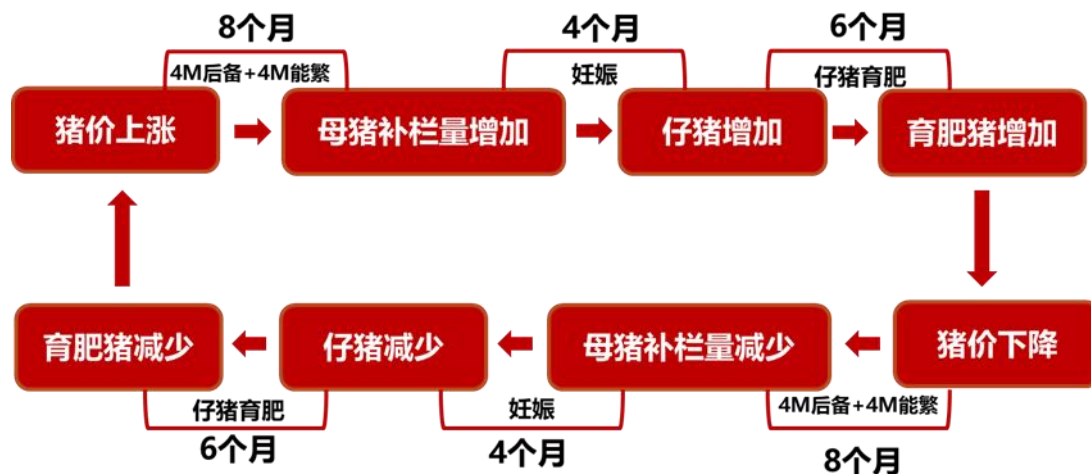 8个月
4个月
6个月
4M后备+4M能繁
妊娠
仔猪育肥
猪价上涨
母猪补栏量增加
仔猪增加
育肥猪增加
育肥猪减少
仔猪减少
母猪补栏量减少
猪价下降
仔猪育肥
妊娠
4M后备+4M能繁
6个月
4个月
8个月